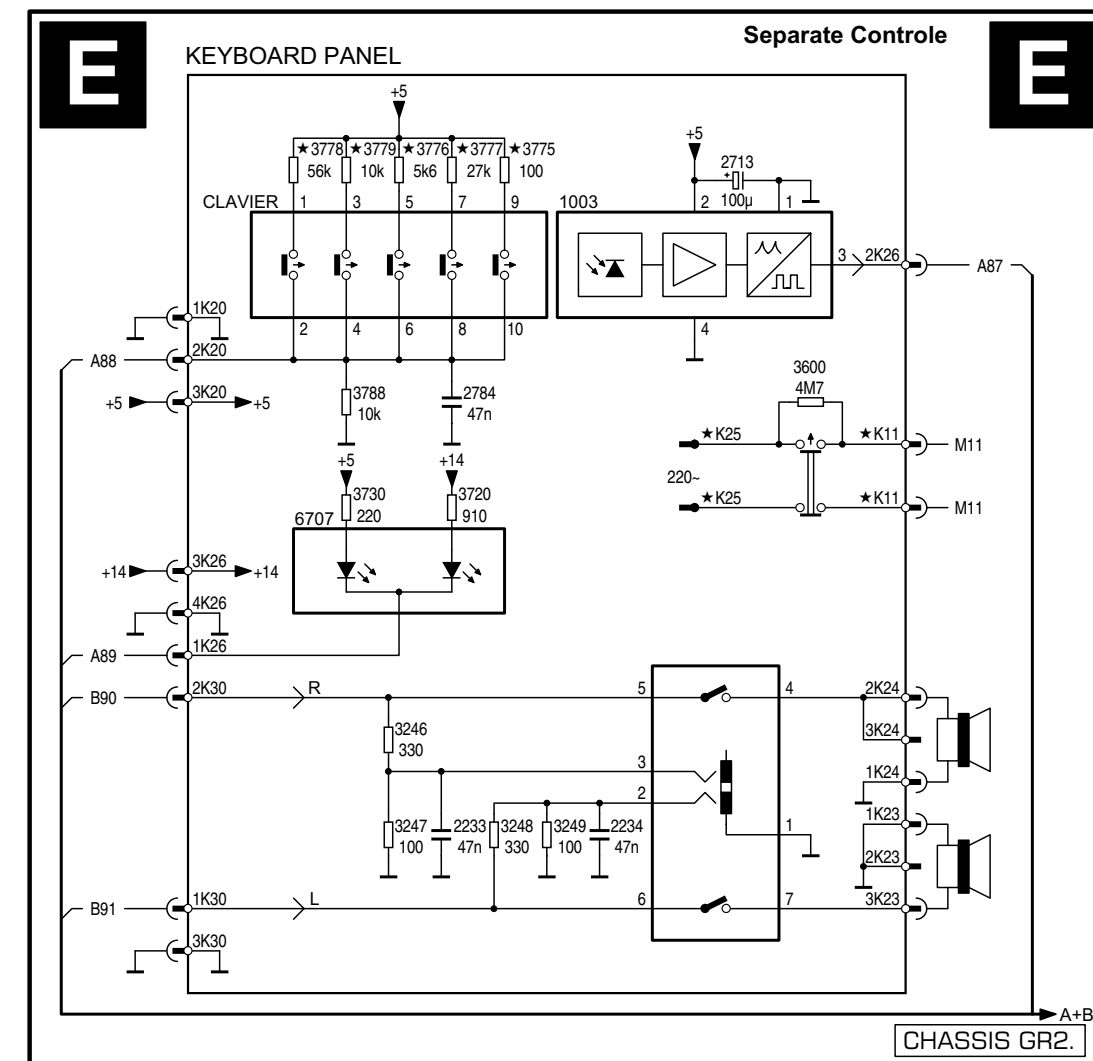 E
Separate Controle
E
KEYBOARD PANEL
+5
★3778 ★3779 ★3776 ★3777 ★3775
56k 10k 5k6 27k 100
+5
2713
+
100µ
CLAVIER 1 3 5 7 9
1003 2 1
3 2K26 A87
2 4 6 8 10
4
1K20
A88 2K20
+5 3K20 +5
3788
10k
2784
47n
3600
4M7
★K25 ★K11 M11
220~
★K25 ★K11 M11
+5 +14
3730
220
3720
910
6707
+14 3K26 +14
4K26
A89 1K26
B90 2K30 R 5 4 2K24
3K24
1K24
3246
330
3
2
3247
100
2233
47n
3248
330
3249
100
2234
47n
1
1K23
2K23
B91 1K30 L 6 7 3K23
3K30
A+B
CHASSIS GR2.